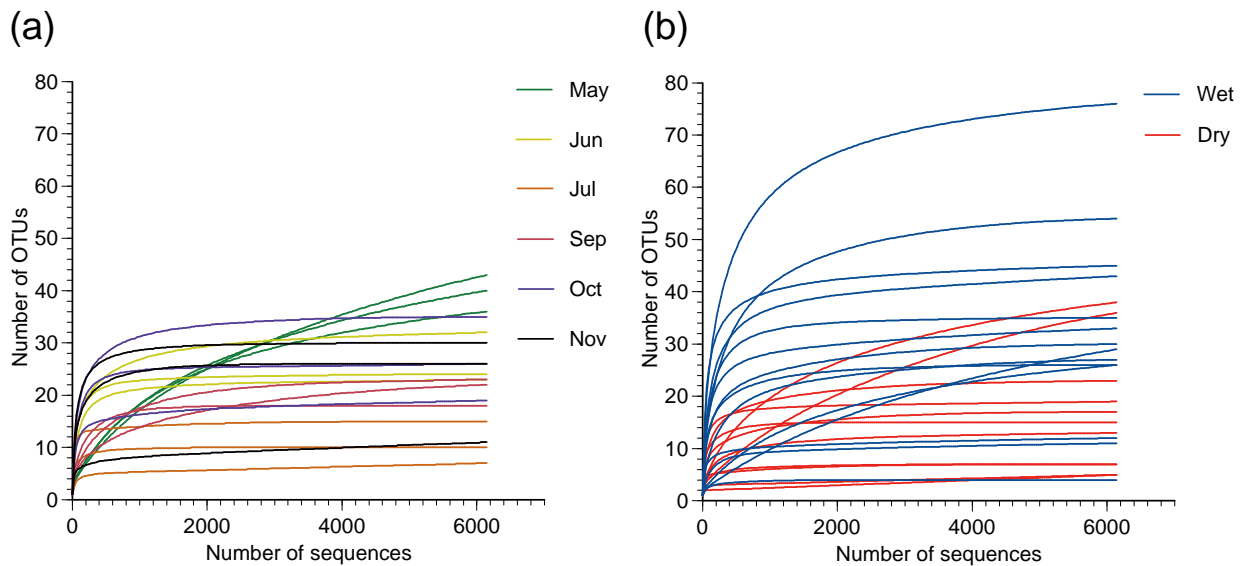 (a)
80
70
60
50
40
30
20
10
0
Number of OTUs
0 2000 4000 6000
Number of sequences
May
Jun
Jul
Sep
Oct
Nov
(b)
80
70
60
50
40
30
20
10
0
Number of OTUs
0 2000 4000 6000
Number of sequences
Wet
Dry